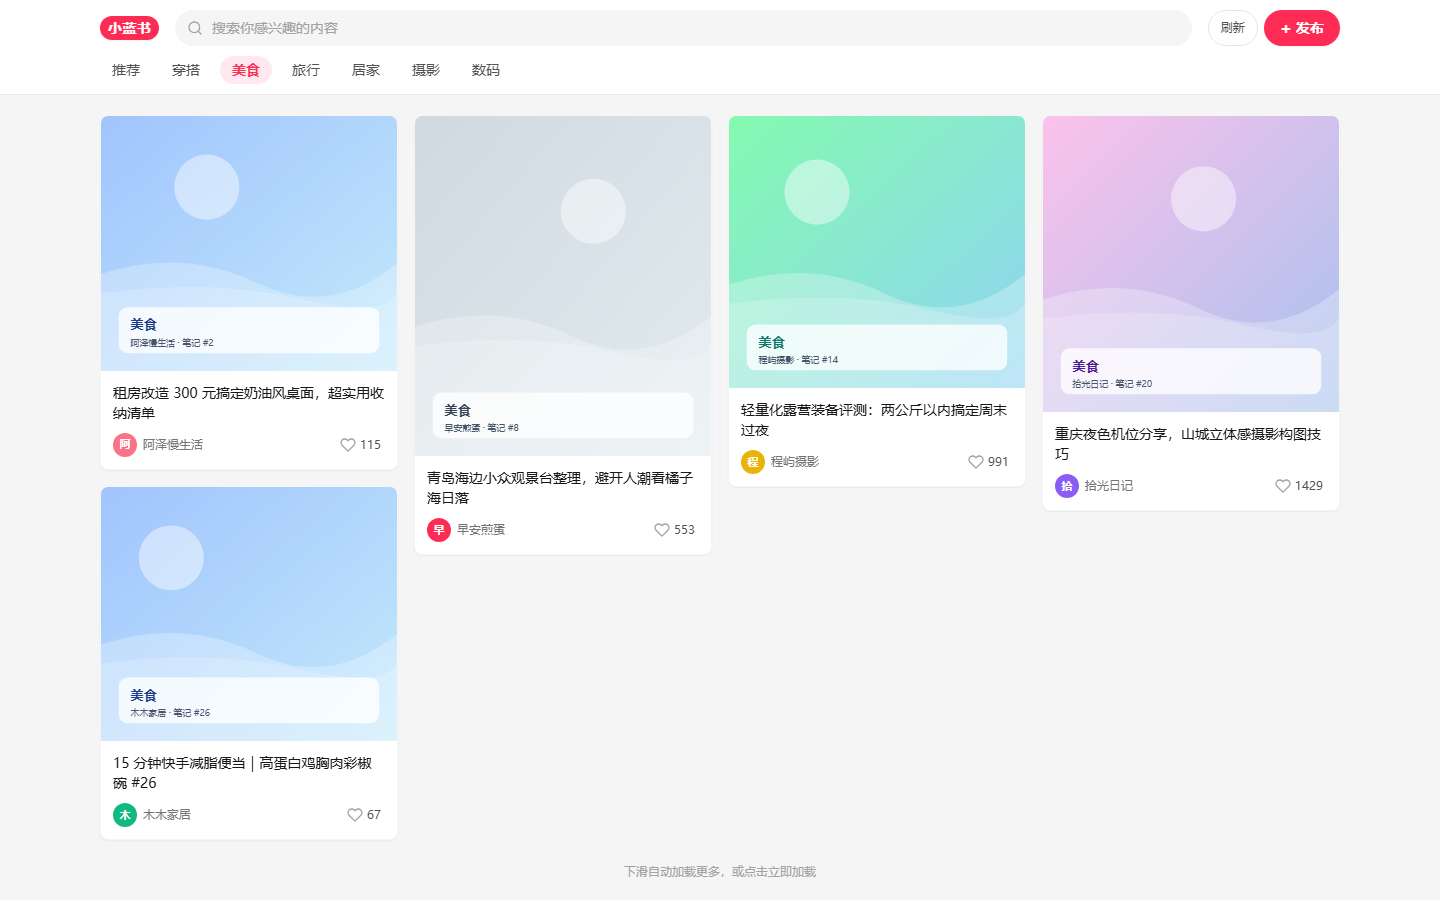 小蓝书
搜索你感兴趣的内容
刷新
+ 发布
推荐 穿搭 美食 旅行 居家 摄影 数码
美食
阿泽慢生活 · 笔记 #2
租房改造 300 元搞定奶油风桌面，超实用收
纳清单
阿
阿泽慢生活
115
美食
木木家居 · 笔记 #26
15 分钟快手减脂便当｜高蛋白鸡胸肉彩椒
碗 #26
木
木木家居
67
美食
早安煎蛋 · 笔记 #8
青岛海边小众观景台整理，避开人潮看橘子
海日落
早
早安煎蛋
553
美食
程屿摄影 · 笔记 #14
轻量化露营装备评测：两公斤以内搞定周末
过夜
程
程屿摄影
991
美食
拾光日记 · 笔记 #20
重庆夜色机位分享，山城立体感摄影构图技
巧
拾
拾光日记
1429
下滑自动加载更多，或点击立即加载